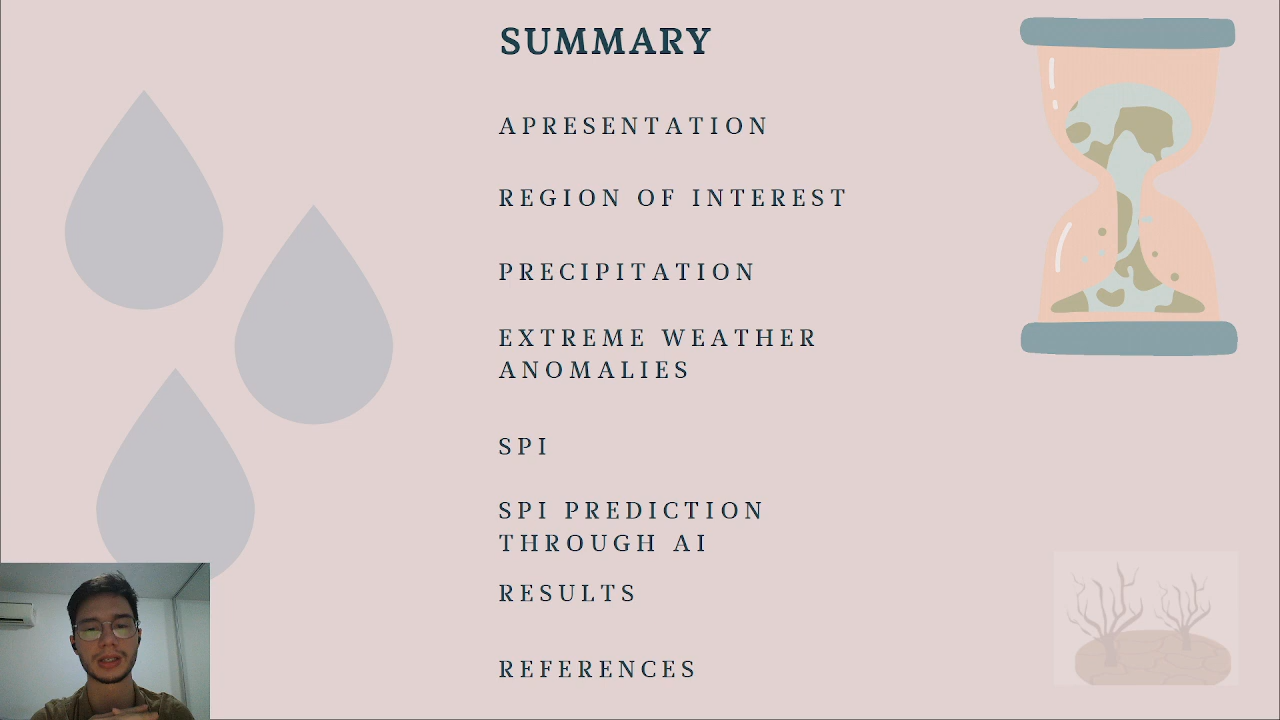 SUMMARY
APRESENTATION
REGION OF INTEREST
PRECIPITATION
EXTREME WEATHER
ANOMALIES
SPI
SPI PREDICTION
THROUGH AI
RESULTS
REFERENCES